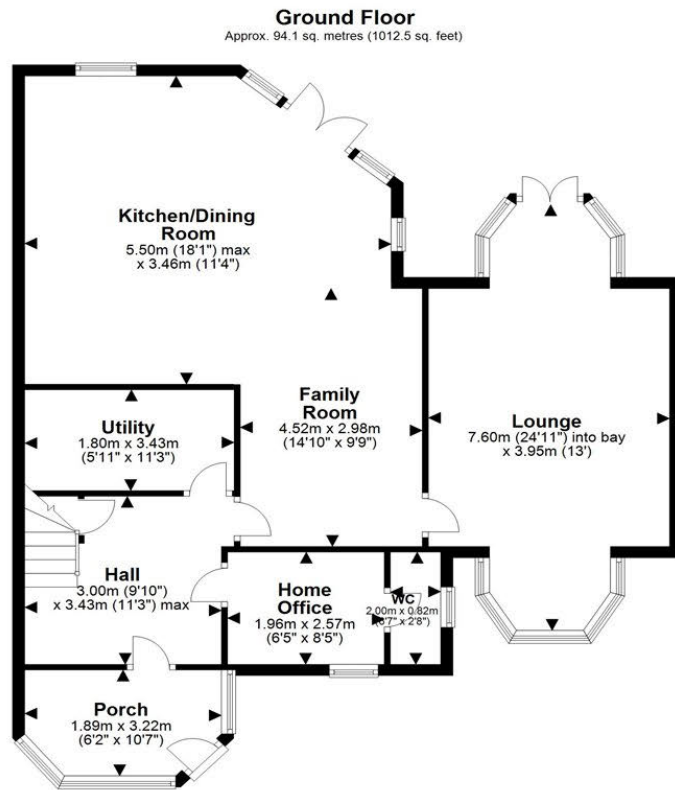 Ground Floor
Approx. 94.1 sq. metres (1012.5 sq. feet)
Kitchen/Dining
Room
5.50m (18'1") max
x 3.46m (11'4")
Family
Room
4.52m x 2.98m
(14'10" x 9'9")
Lounge
7.60m (24'11") into bay
x 3.95m (13')
Utility
1.80m x 3.43m
(5'11" x 11'3")
Hall
3.00m (9'10")
x 3.43m (11'3") max
Home
Office
1.96m x 2.57m
(6'5" x 8'5")
WC
2.00m x 0.82m
(6'7" x 2'8")
Porch
1.89m x 3.22m
(6'2" x 10'7")